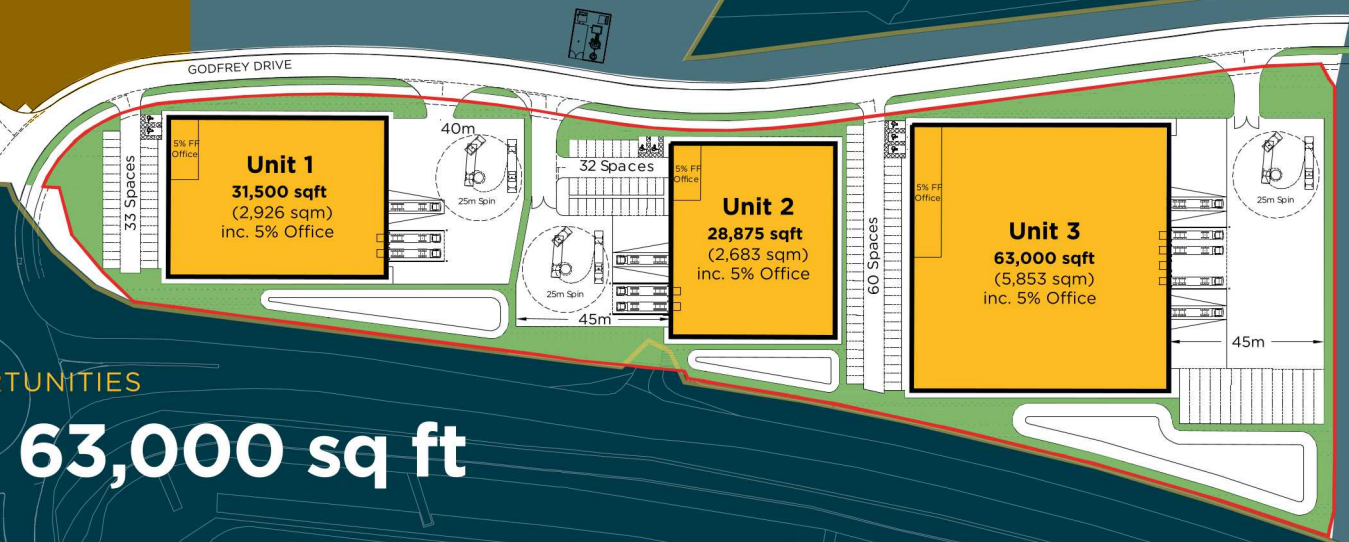 GODFREY DRIVE
33 Spaces
5% FF
Office
Unit 1
31,500 sqft
(2,926 sqm)
inc. 5% Office
40m
25m Spin
32 Spaces
25m Spin
45m
5% FF
Office
Unit 2
28,875 sqft
(2,683 sqm)
inc. 5% Office
60 Spaces
5% FF
Office
Unit 3
63,000 sqft
(5,853 sqm)
inc. 5% Office
25m Spin
45m
RTUNITIES
63,000 sq ft